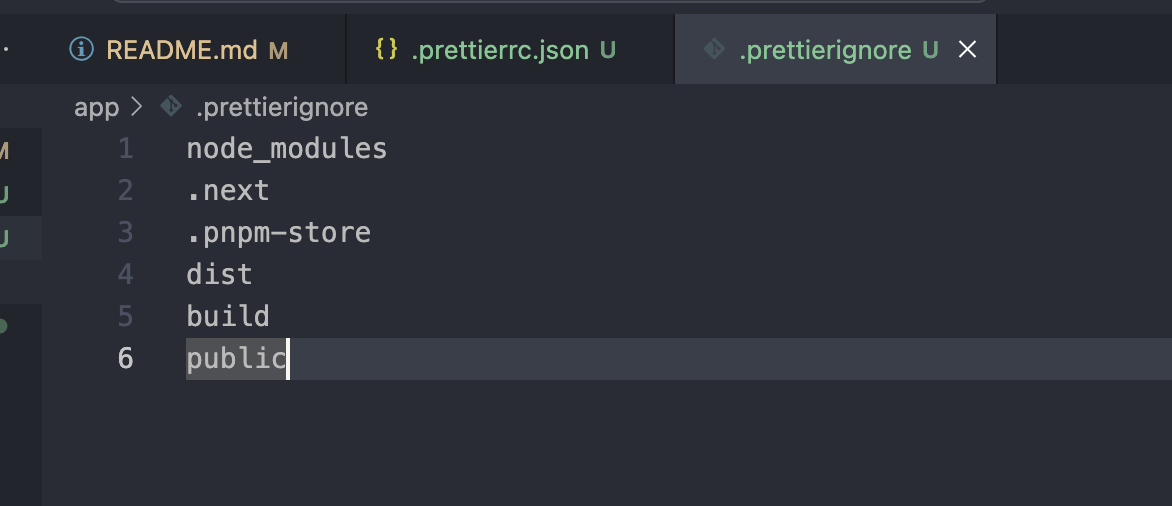 README.md M
{} .prettierrc.json U
.prettierignore U
app > .prettierignore
M
U
U
1 node_modules
2 .next
3 .pnpm-store
4 dist
5 build
6 public